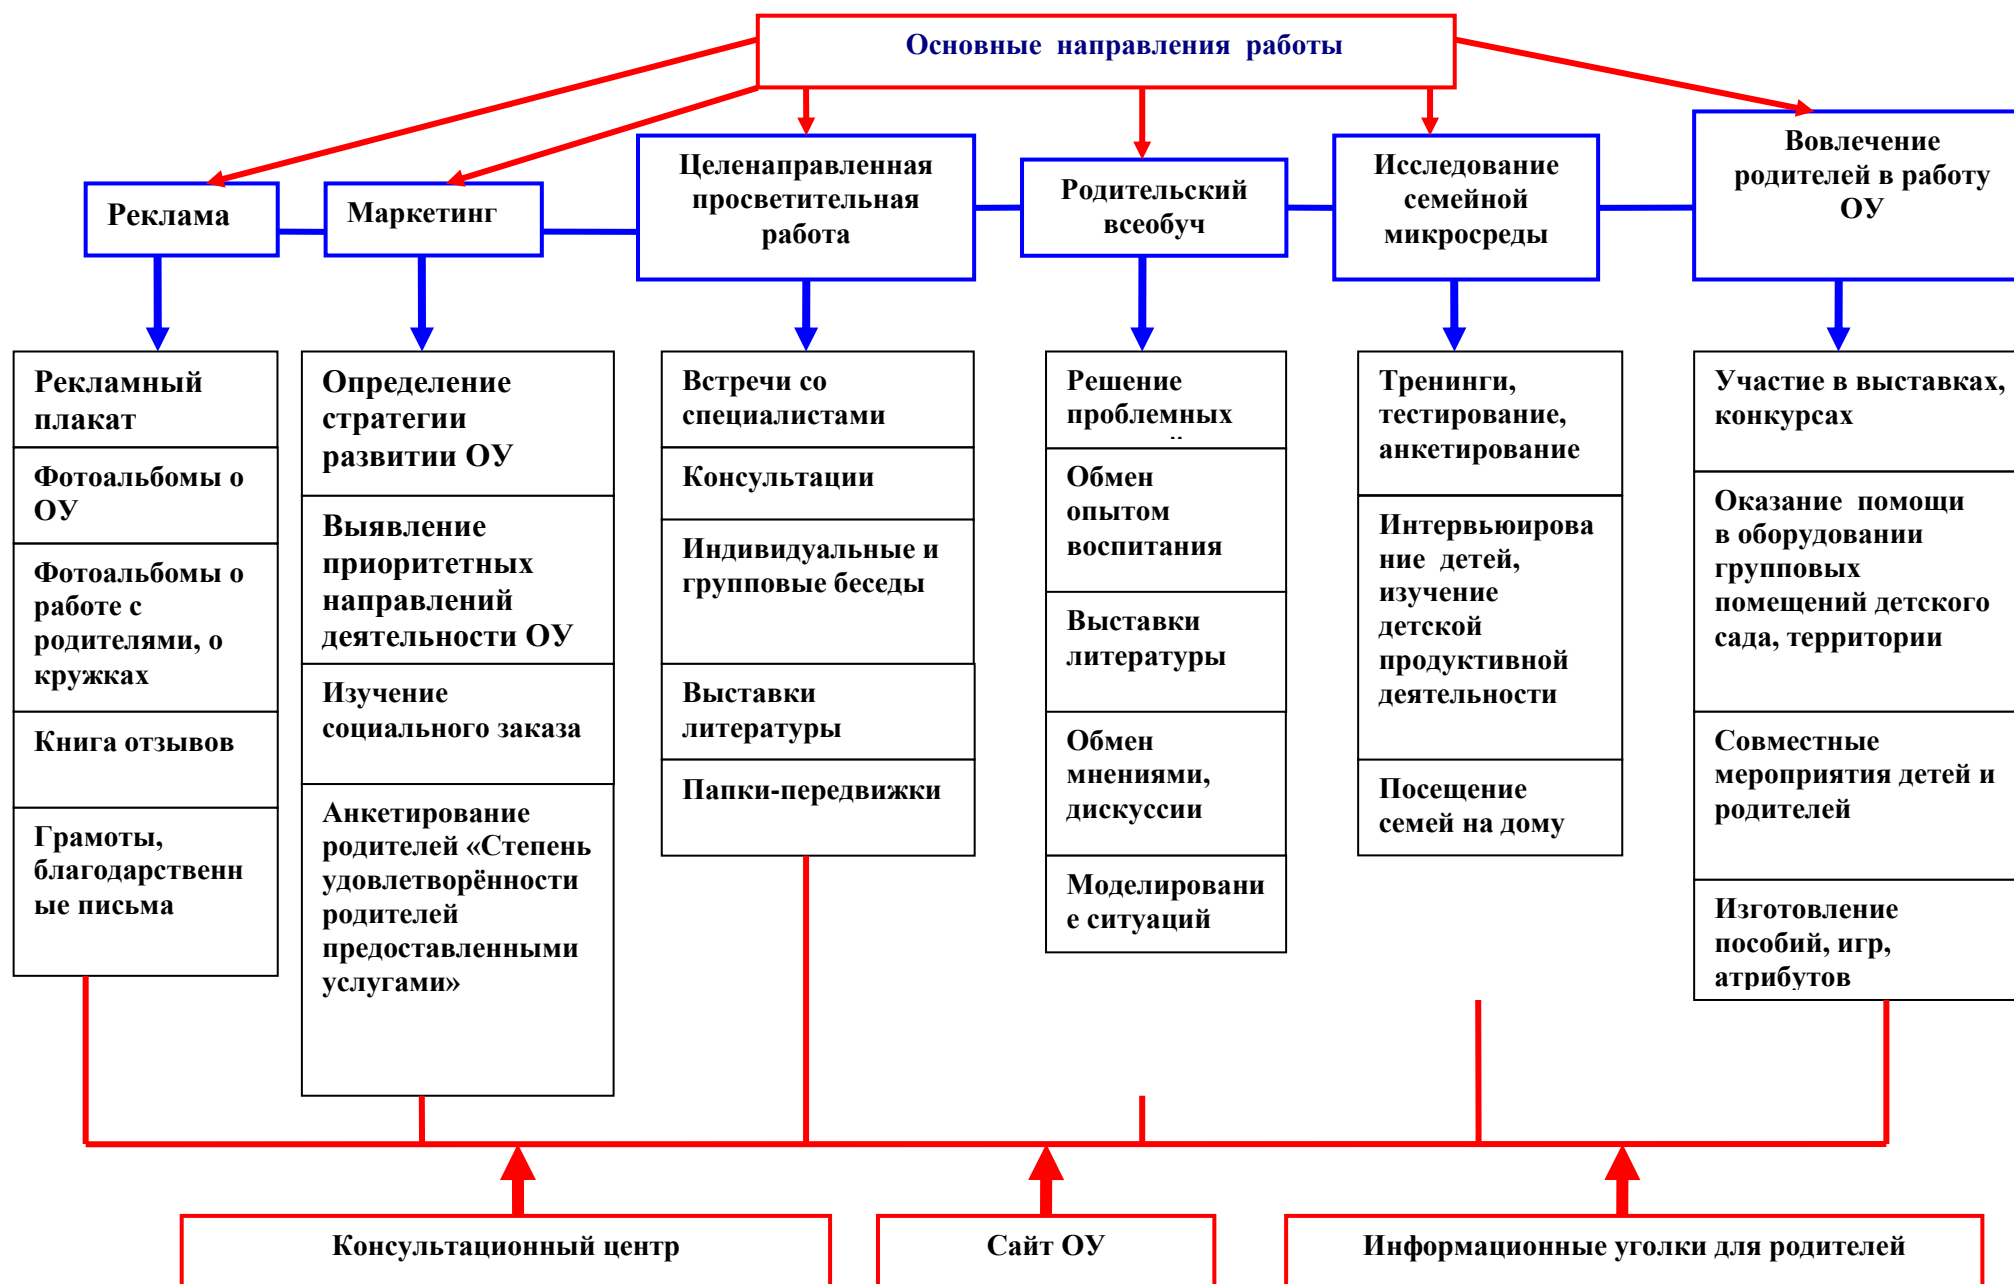 Основные направления работы
Реклама
Маркетинг
Целенаправленная
просветительная
работа
Родительский
всеобуч
Исследование
семейной
микросреды
Вовлечение
родителей в работу
ОУ
Рекламный
плакат
Фотоальбомы о
ОУ
Фотоальбомы о
работе с
родителями, о
кружках
Книга отзывов
Грамоты,
благодарственн
ые письма
Определение
стратегии
развитии ОУ
Выявление
приоритетных
направлений
деятельности ОУ
Изучение
социального заказа
Анкетирование
родителей «Степень
удовлетворённости
родителей
предоставленными
услугами»
Встречи со
специалистами
Консультации
Индивидуальные и
групповые беседы
Выставки
литературы
Папки-передвижки
Решение
проблемных
Обмен
опытом
воспитания
Выставки
литературы
Обмен
мнениями,
дискуссии
Моделировани
е ситуаций
Тренинги,
тестирование,
анкетирование
Интервьюирова
ние детей,
изучение
детской
продуктивной
деятельности
Посещение
семей на дому
Участие в выставках,
конкурсах
Оказание помощи
в оборудовании
групповых
помещений детского
сада, территории
Совместные
мероприятия детей и
родителей
Изготовление
пособий, игр,
атрибутов
Консультационный центр
Сайт ОУ
Информационные уголки для родителей